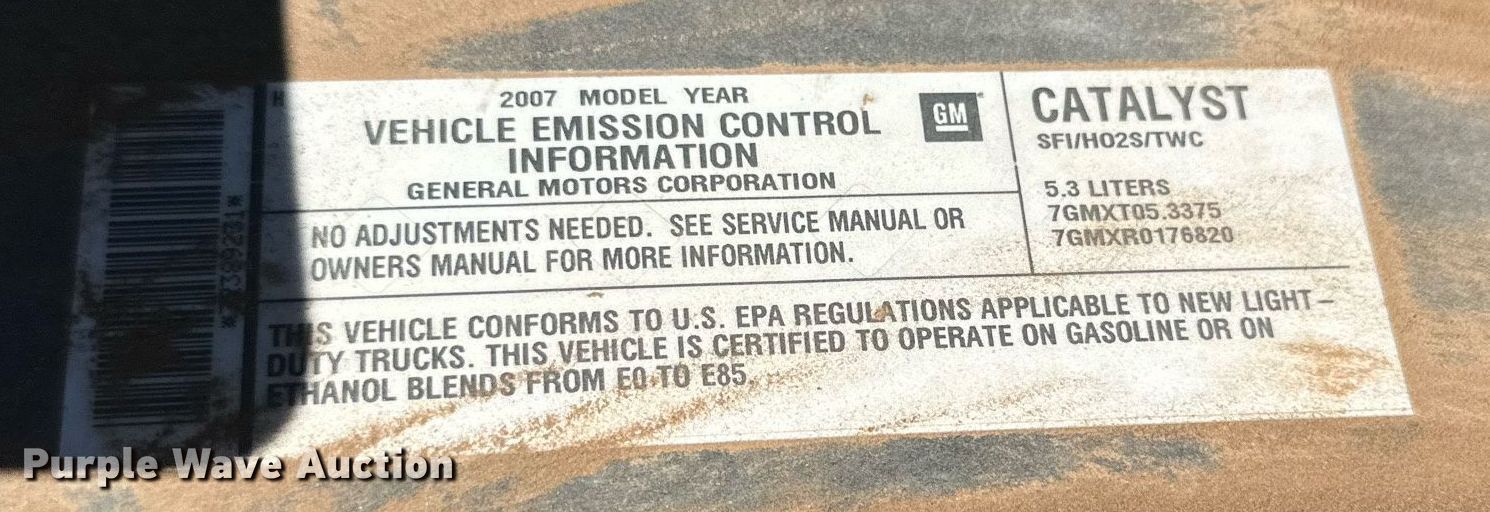 2007 MODEL YEAR
VEHICLE EMISSION CONTROL
INFORMATION
GENERAL MOTORS CORPORATION
GM
NO ADJUSTMENTS NEEDED. SEE SERVICE MANUAL OR
OWNERS MANUAL FOR MORE INFORMATION.
CATALYST
SFI/HO2S/TWC
5.3 LITERS
7GMXT05.3375
7GMXR0176820
THIS VEHICLE CONFORMS TO U.S. EPA REGULATIONS APPLICABLE TO NEW LIGHT–
DUTY TRUCKS. THIS VEHICLE IS CERTIFIED TO OPERATE ON GASOLINE OR ON
ETHANOL BLENDS FROM E0 TO E85.
Purple Wave Auction